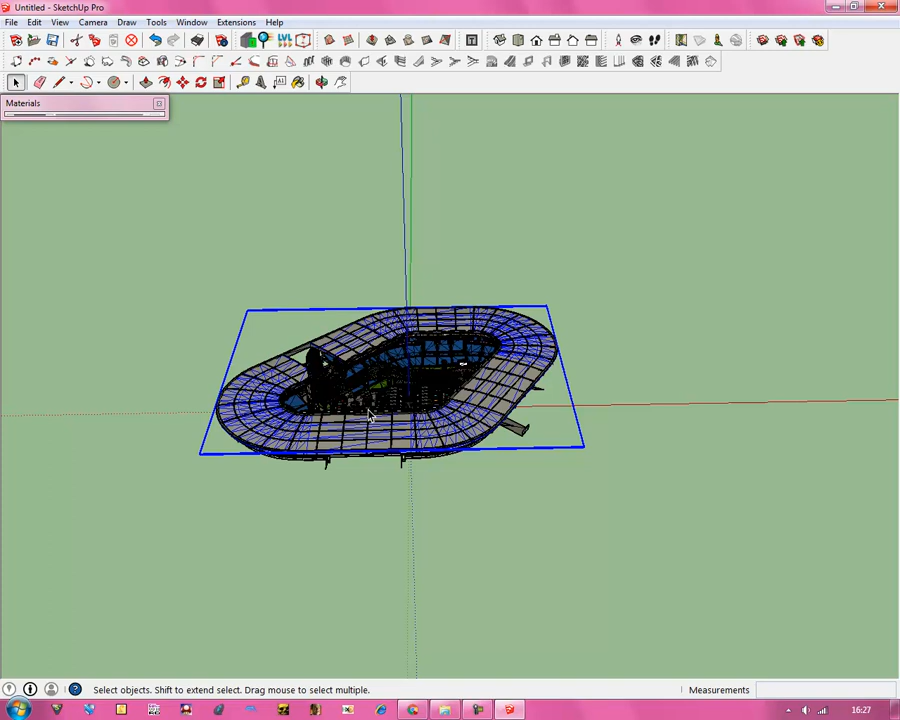 Untitled - SketchUp Pro
File Edit View Camera Draw Tools Window Extensions Help
LVL
Materials
Select objects. Shift to extend select. Drag mouse to select multiple.
Measurements
16:27